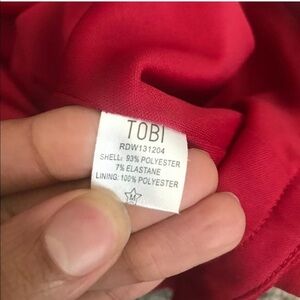 TOBI
RDW131204
SHELL: 93% POLYESTER
7% ELASTANE
LINING: 100% POLYESTER